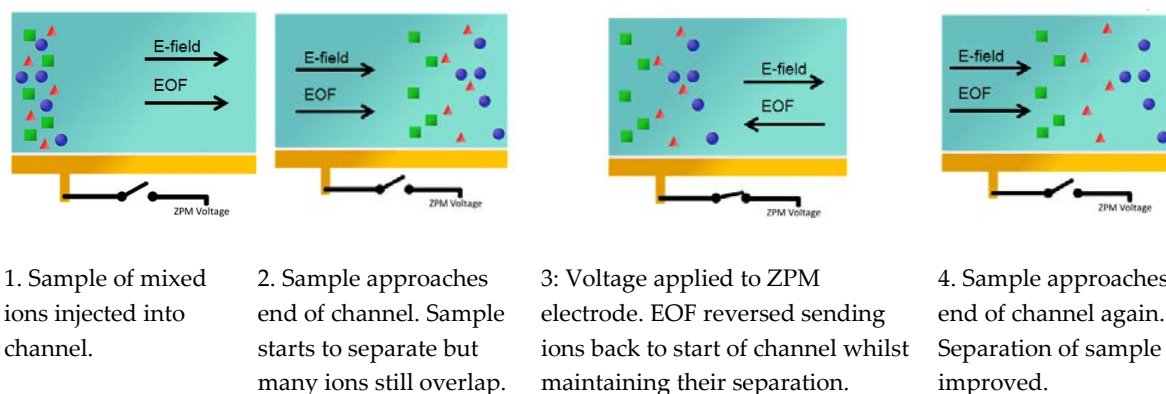 E-field
EOF
ZPM Voltage
E-field
EOF
ZPM Voltage
E-field
EOF
ZPM Voltage
E-field
EOF
ZPM Voltage
1. Sample of mixed
ions injected into
channel.
2. Sample approaches
end of channel. Sample
starts to separate but
many ions still overlap.
3: Voltage applied to ZPM
electrode. EOF reversed sending
ions back to start of channel whilst
maintaining their separation.
4. Sample approaches
end of channel again.
Separation of sample
improved.